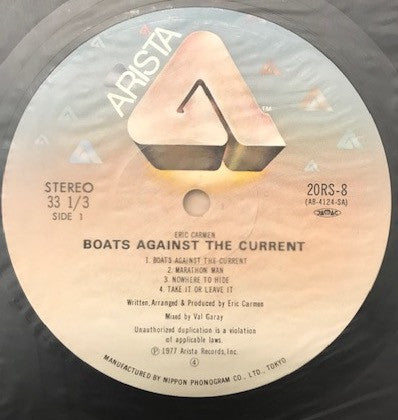 ARISTA
TM
STEREO
33 1/3
SIDE 1
20RS-8
(AB-4124-SA)
JASRAC
ERIC CARMEN
BOATS AGAINST THE CURRENT
1. BOATS AGAINST THE CURRENT
2. MARATHON MAN
3. NOWHERE TO HIDE
4. TAKE IT OR LEAVE IT
Written, Arranged & Produced by Eric Carmen
Mixed by Val Garay
Unauthorized duplication is a violation
of applicable laws.
Ⓟ 1977 Arista Records, Inc.
4
MANUFACTURED BY NIPPON PHONOGRAM CO., LTD., TOKYO